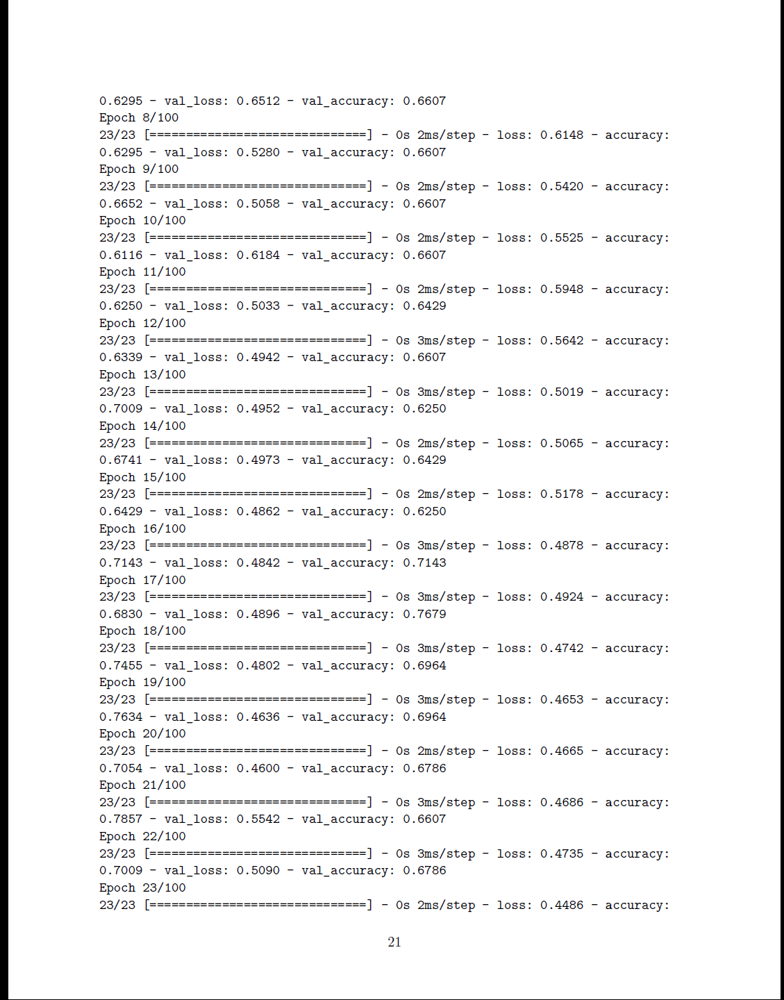 0.6295 - val_loss: 0.6512 - val_accuracy: 0.6607
Epoch 8/100
23/23 [==============================] - 0s 2ms/step - loss: 0.6148 - accuracy:
0.6295 - val_loss: 0.5280 - val_accuracy: 0.6607
Epoch 9/100
23/23 [==============================] - 0s 2ms/step - loss: 0.5420 - accuracy:
0.6652 - val_loss: 0.5058 - val_accuracy: 0.6607
Epoch 10/100
23/23 [==============================] - 0s 2ms/step - loss: 0.5525 - accuracy:
0.6116 - val_loss: 0.6184 - val_accuracy: 0.6607
Epoch 11/100
23/23 [==============================] - 0s 2ms/step - loss: 0.5948 - accuracy:
0.6250 - val_loss: 0.5033 - val_accuracy: 0.6429
Epoch 12/100
23/23 [==============================] - 0s 3ms/step - loss: 0.5642 - accuracy:
0.6339 - val_loss: 0.4942 - val_accuracy: 0.6607
Epoch 13/100
23/23 [==============================] - 0s 3ms/step - loss: 0.5019 - accuracy:
0.7009 - val_loss: 0.4952 - val_accuracy: 0.6250
Epoch 14/100
23/23 [==============================] - 0s 2ms/step - loss: 0.5065 - accuracy:
0.6741 - val_loss: 0.4973 - val_accuracy: 0.6429
Epoch 15/100
23/23 [==============================] - 0s 2ms/step - loss: 0.5178 - accuracy:
0.6429 - val_loss: 0.4862 - val_accuracy: 0.6250
Epoch 16/100
23/23 [==============================] - 0s 3ms/step - loss: 0.4878 - accuracy:
0.7143 - val_loss: 0.4842 - val_accuracy: 0.7143
Epoch 17/100
23/23 [==============================] - 0s 3ms/step - loss: 0.4924 - accuracy:
0.6830 - val_loss: 0.4896 - val_accuracy: 0.7679
Epoch 18/100
23/23 [==============================] - 0s 3ms/step - loss: 0.4742 - accuracy:
0.7455 - val_loss: 0.4802 - val_accuracy: 0.6964
Epoch 19/100
23/23 [==============================] - 0s 3ms/step - loss: 0.4653 - accuracy:
0.7634 - val_loss: 0.4636 - val_accuracy: 0.6964
Epoch 20/100
23/23 [==============================] - 0s 2ms/step - loss: 0.4665 - accuracy:
0.7054 - val_loss: 0.4600 - val_accuracy: 0.6786
Epoch 21/100
23/23 [==============================] - 0s 3ms/step - loss: 0.4686 - accuracy:
0.7857 - val_loss: 0.5542 - val_accuracy: 0.6607
Epoch 22/100
23/23 [==============================] - 0s 3ms/step - loss: 0.4735 - accuracy:
0.7009 - val_loss: 0.5090 - val_accuracy: 0.6786
Epoch 23/100
23/23 [==============================] - 0s 2ms/step - loss: 0.4486 - accuracy:
21